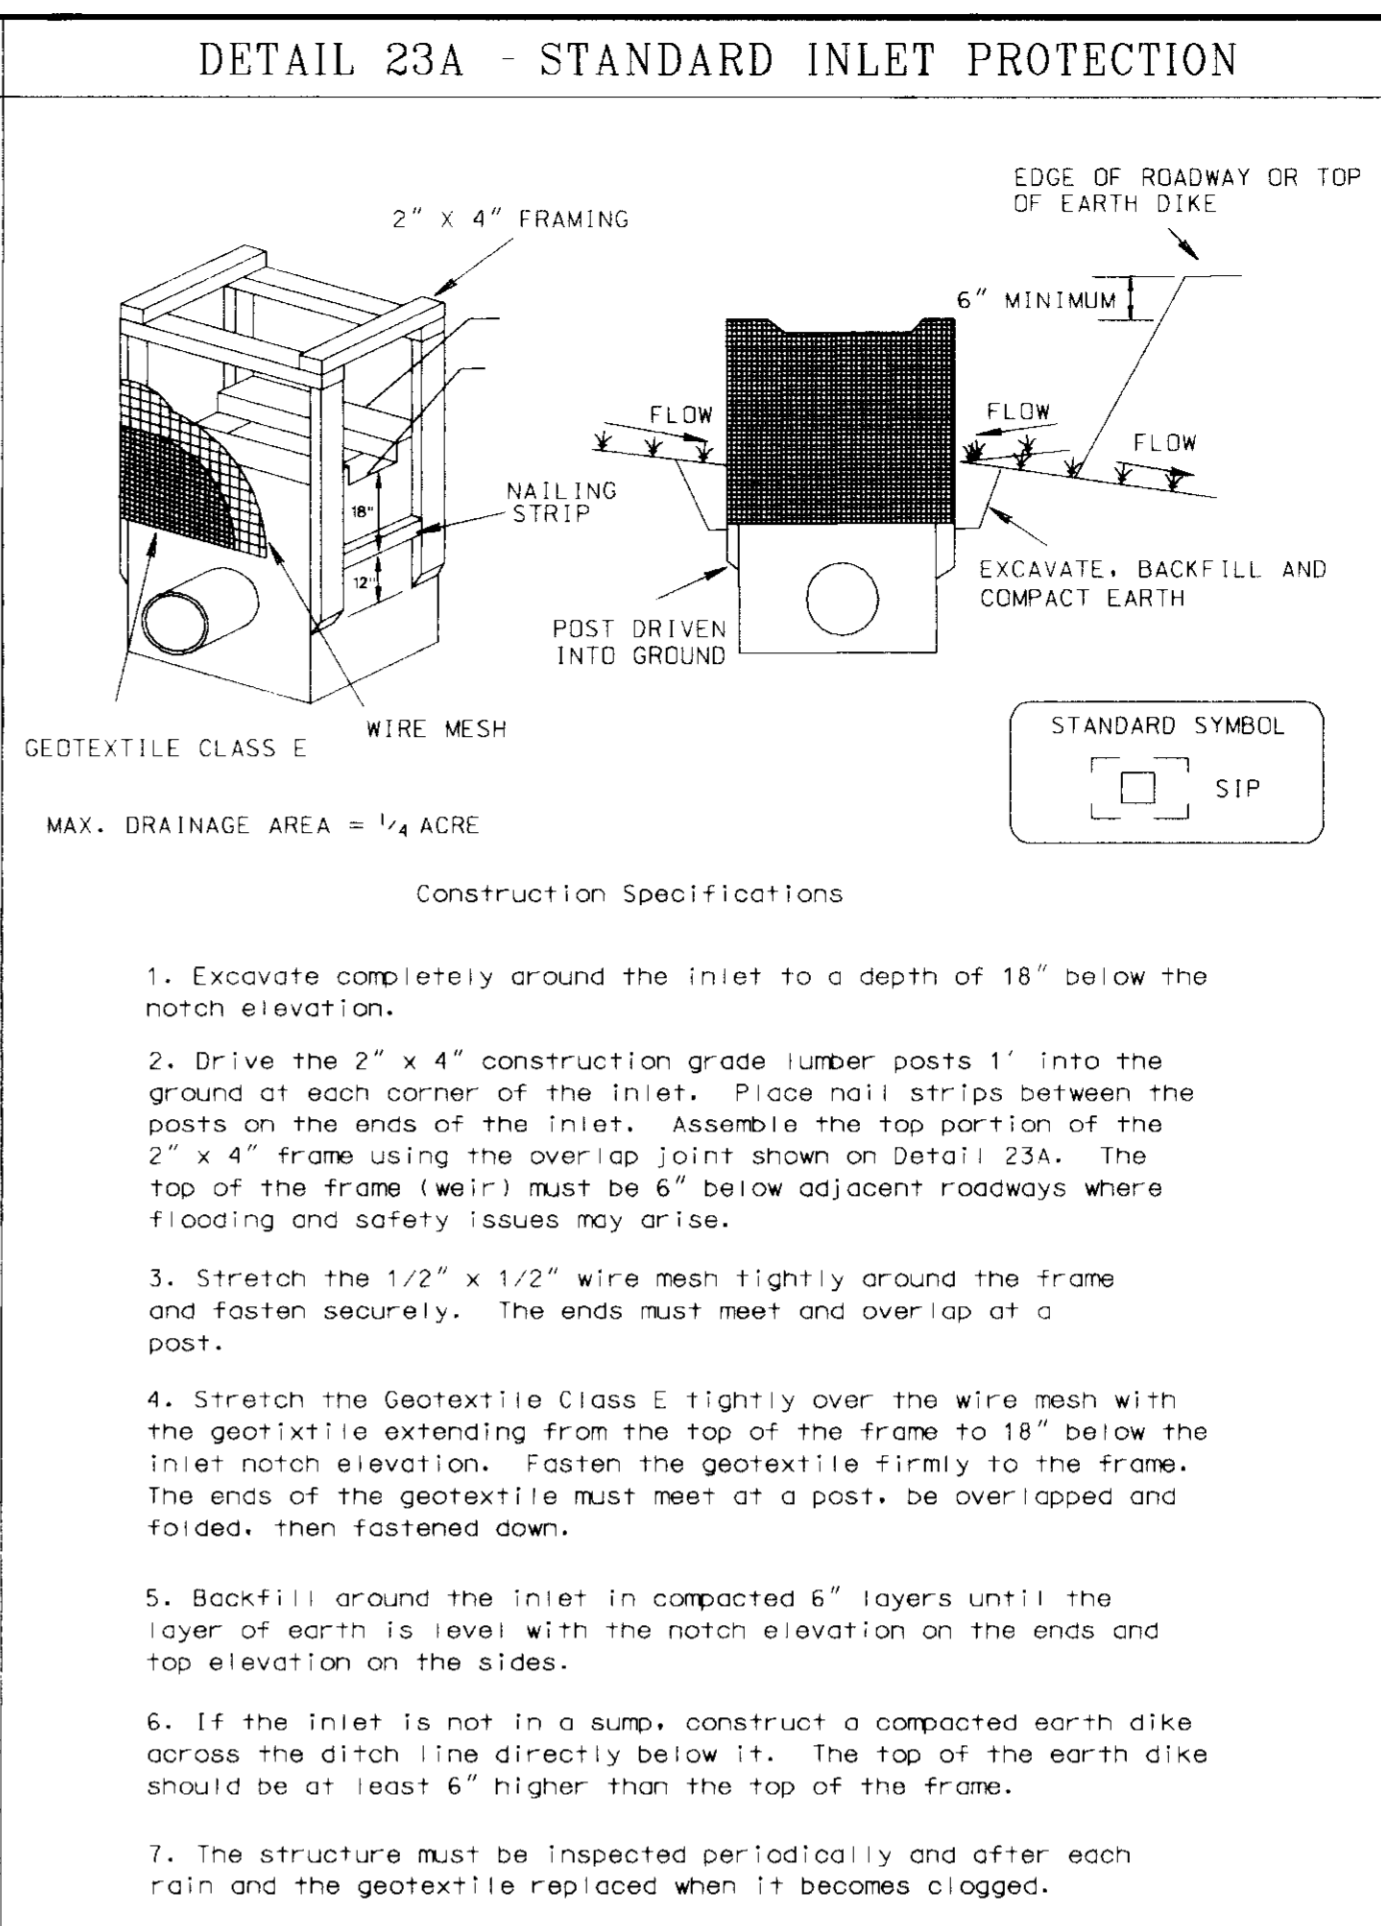 DETAIL 23A - STANDARD INLET PROTECTION
EDGE OF ROADWAY OR TOP
OF EARTH DIKE
2" X 4" FRAMING
6" MINIMUM
FLOW
FLOW
FLOW
NAILING
STRIP
18"
12"
EXCAVATE, BACKFILL AND
COMPACT EARTH
POST DRIVEN
INTO GROUND
WIRE MESH
GEOTEXTILE CLASS E
STANDARD SYMBOL
SIP
MAX. DRAINAGE AREA = 1/4 ACRE
Construction Specifications
1. Excavate completely around the inlet to a depth of 18" below the
notch elevation.
2. Drive the 2" x 4" construction grade lumber posts 1' into the
ground at each corner of the inlet. Place nail strips between the
posts on the ends of the inlet. Assemble the top portion of the
2" x 4" frame using the overlap joint shown on Detail 23A. The
top of the frame (weir) must be 6" below adjacent roadways where
flooding and safety issues may arise.
3. Stretch the 1/2" x 1/2" wire mesh tightly around the frame
and fasten securely. The ends must meet and overlap at a
post.
4. Stretch the Geotextile Class E tightly over the wire mesh with
the geotixtile extending from the top of the frame to 18" below the
inlet notch elevation. Fasten the geotextile firmly to the frame.
The ends of the geotextile must meet at a post, be overlapped and
folded, then fastened down.
5. Backfill around the inlet in compacted 6" layers until the
layer of earth is level with the notch elevation on the ends and
top elevation on the sides.
6. If the inlet is not in a sump, construct a compacted earth dike
across the ditch line directly below it. The top of the earth dike
should be at least 6" higher than the top of the frame.
7. The structure must be inspected periodically and after each
rain and the geotextile replaced when it becomes clogged.